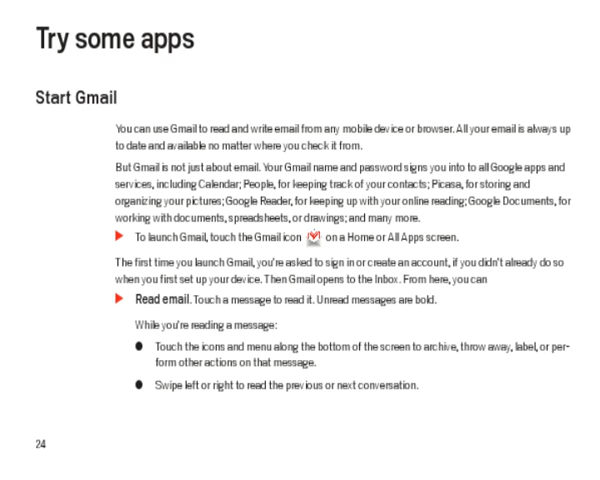 Try some apps
Start Gmail
You can use Gmail to read and write email from any mobile device or browser. All your email is always up
to date and available no matter where you check it from.
But Gmail is not just about email. Your Gmail name and password signs you into to all Google apps and
services, including Calendar; People, for keeping track of your contacts; Picasa, for storing and
organizing your pictures; Google Reader, for keeping up with your online reading; Google Documents, for
working with documents, spreadsheets, or drawings; and many more.
To launch Gmail, touch the Gmail icon on a Home or All Apps screen.
The first time you launch Gmail, you're asked to sign in or create an account, if you didn't already do so
when you first set up your device. Then Gmail opens to the Inbox. From here, you can
Read email. Touch a message to read it. Unread messages are bold.
While you're reading a message:
● Touch the icons and menu along the bottom of the screen to archive, throw away, label, or per-
form other actions on that message.
● Swipe left or right to read the previous or next conversation.
24